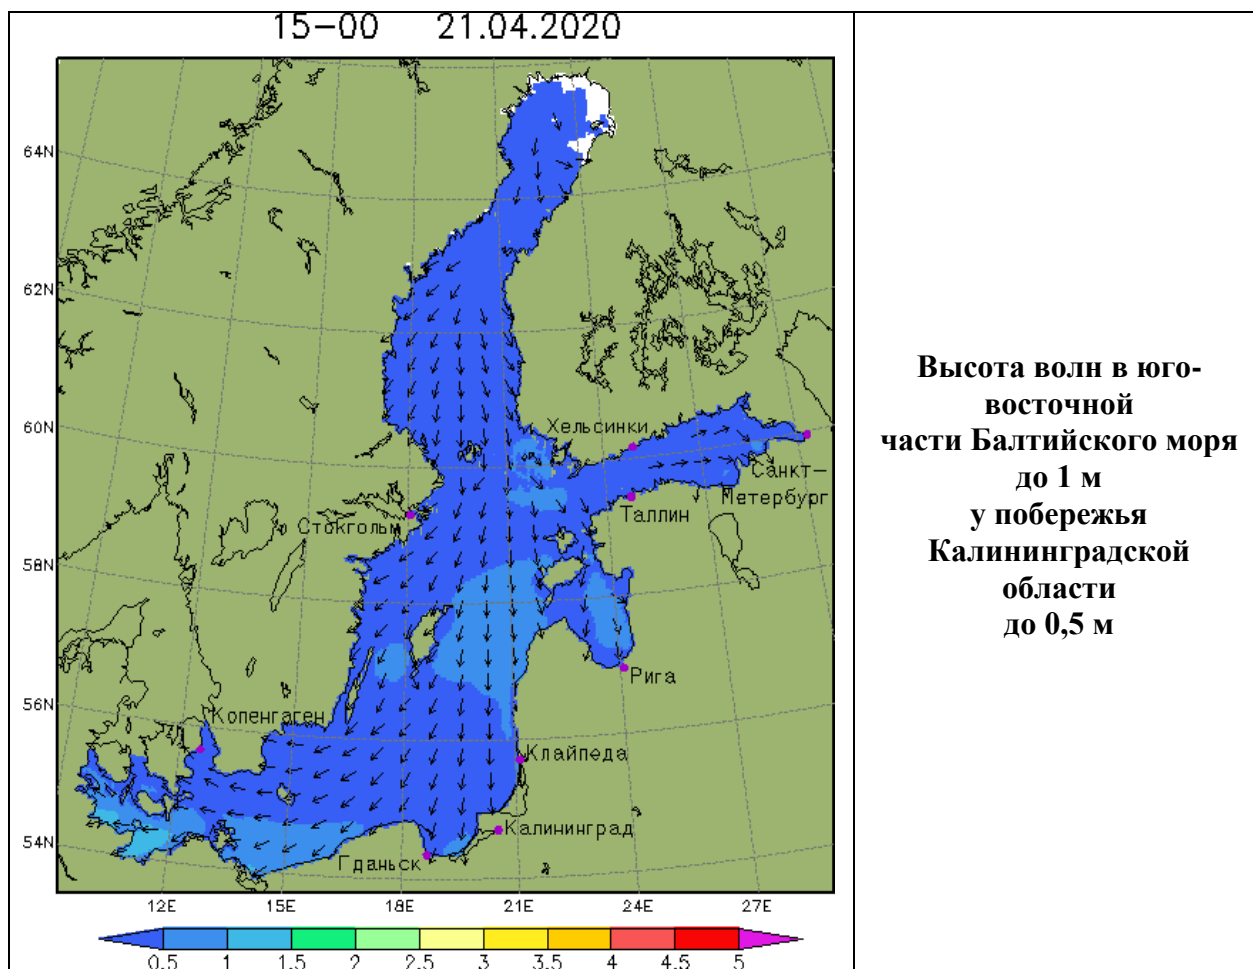 15-00 21.04.2020
64N
62N
60N
58N
56N
54N
Хельсинки
Санкт-
Петербург
Таллин
Стокгольм
Рига
Копенгаген
Клайпеда
Калининград
Гданьск
12E 15E 18E 21E 24E 27E
0.5 1 1.5 2 2.5 3 3.5 4 4.5 5
Высота волн в юго-
восточной
части Балтийского моря
до 1 м
у побережья
Калининградской
области
до 0,5 м